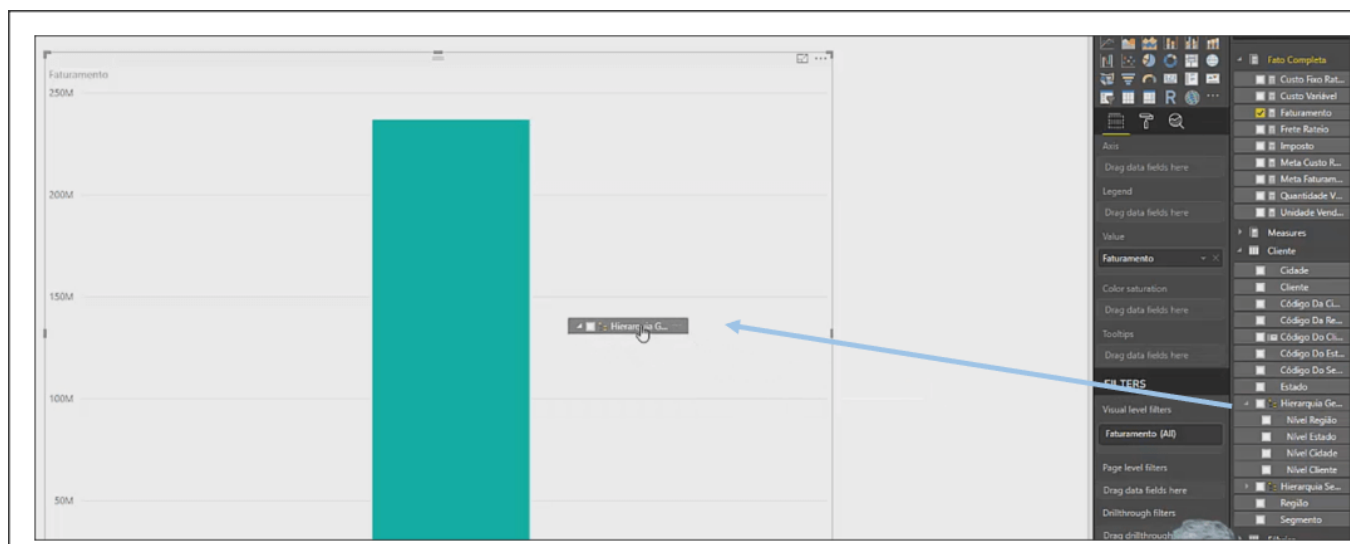 Faturamento
250M
200M
150M
100M
50M
Hierarquia G...
R
Axis
Drag data fields here
Legend
Drag data fields here
Value
Faturamento
Color saturation
Drag data fields here
Tooltips
Drag data fields here
FILTERS
Visual level filters
Faturamento (All)
Page level filters
Drag data fields here
Drillthrough filters
Drag drillthrough
Fato Completa
Custo Fixo Rat...
Custo Variével
Faturamento
Frete Rateio
Imposto
Meta Custo R...
Meta Faturam...
Quantidade V...
Unidade Vend...
Measures
Cliente
Cidade
Cliente
Código Da Ci...
Código Da Re...
Código Do Cli...
Código Do Est...
Código Do Se...
Estado
Hierarquia Ge...
Nível Região
Nível Estado
Nível Cidade
Nível Cliente
Hierarquia Se...
Região
Segmento